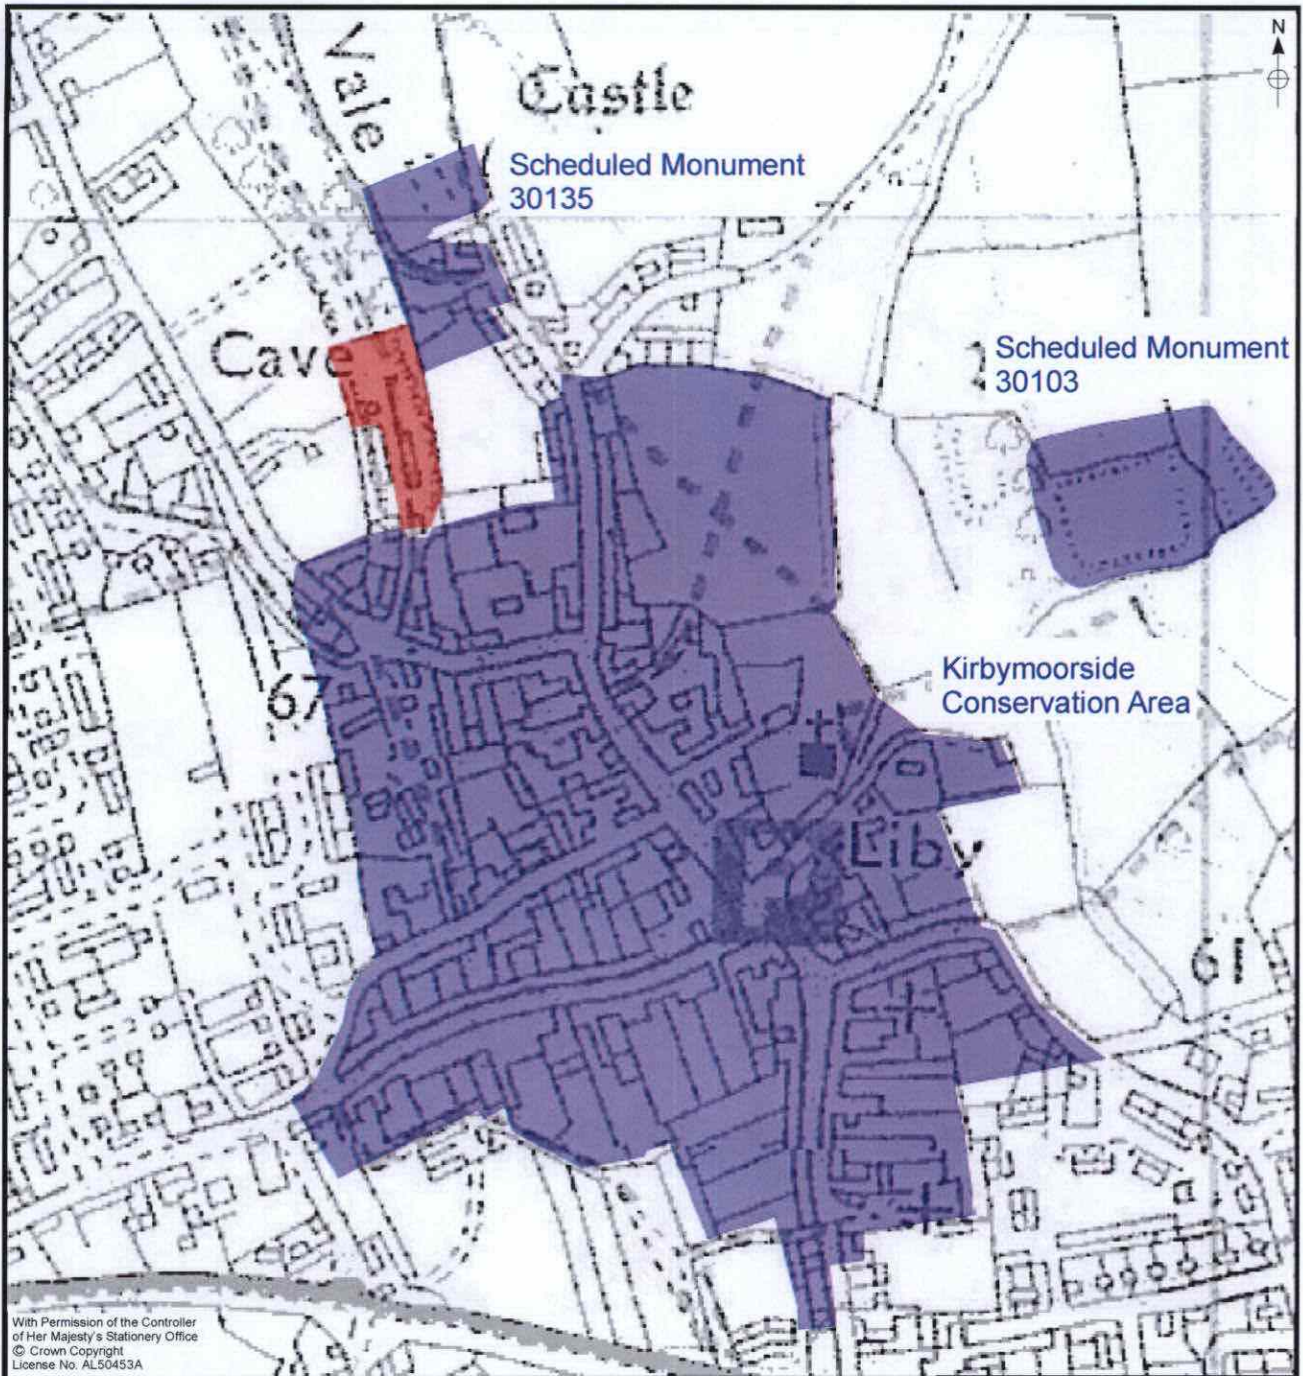 N
Vale
Castle
Scheduled Monument
30135
Cave
Scheduled Monument
30103
Kirbymoorside
Conservation Area
67
Liby
61
With Permission of the Controller
of Her Majesty's Stationery Office
© Crown Copyright
License No. AL50453A